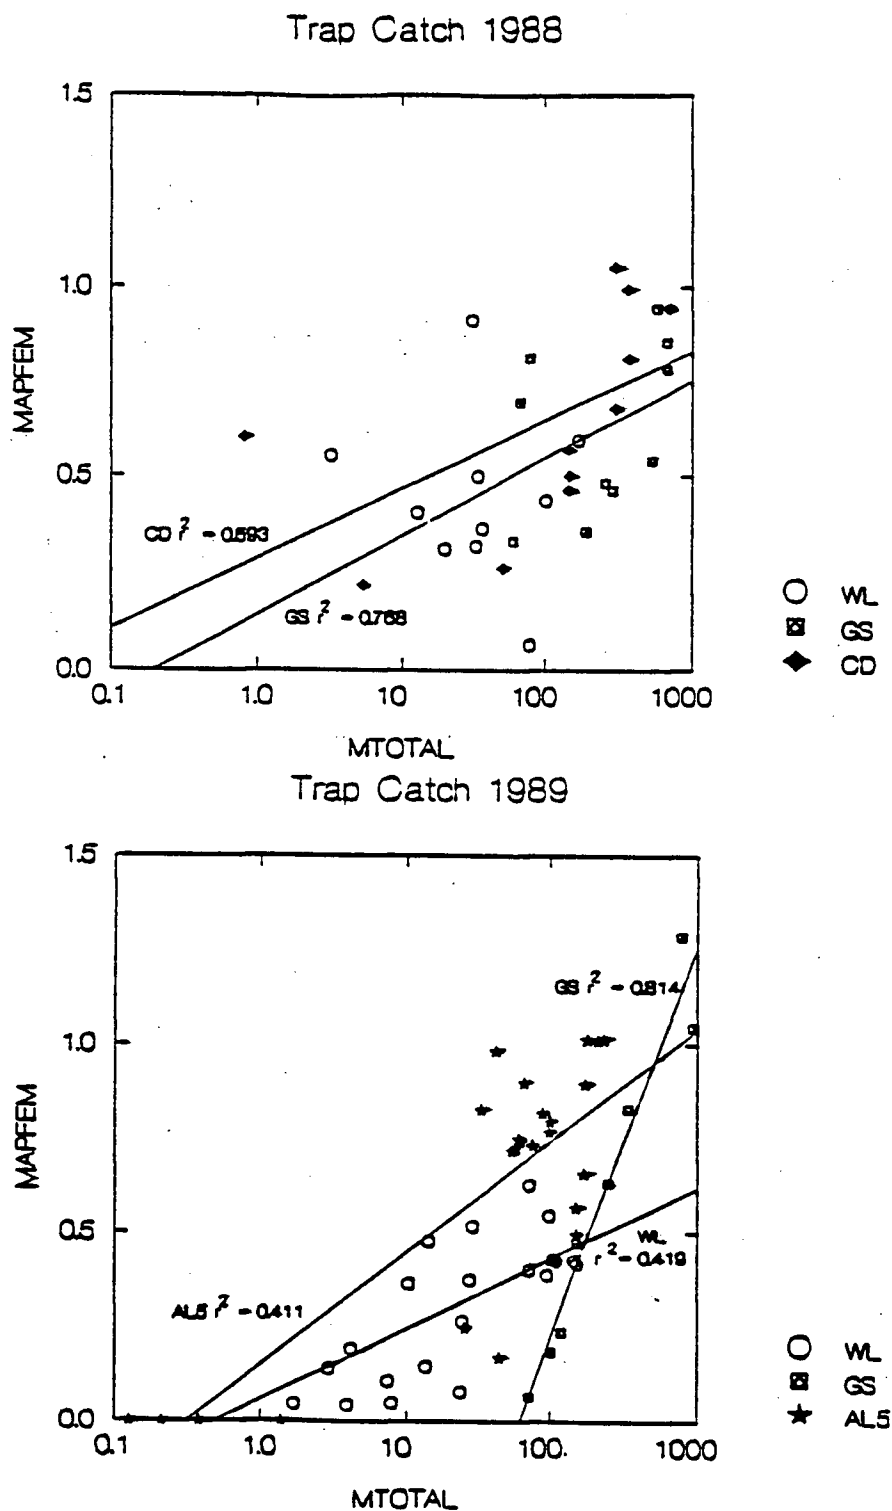 Trap Catch 1988
1.5
1.0
MAPFEM
0.5
CD r² = 0.593
GS r² = 0.768
0.0
0.1 1.0 10 100 1000
MTOTAL
○ WL
GS
CD
Trap Catch 1989
1.5
GS r² = 0.814
1.0
MAPFEM
0.5
WL
r² = 0.419
AL5 r² = 0.411
0.0
0.1 1.0 10 100. 1000
MTOTAL
WL
GS
AL5